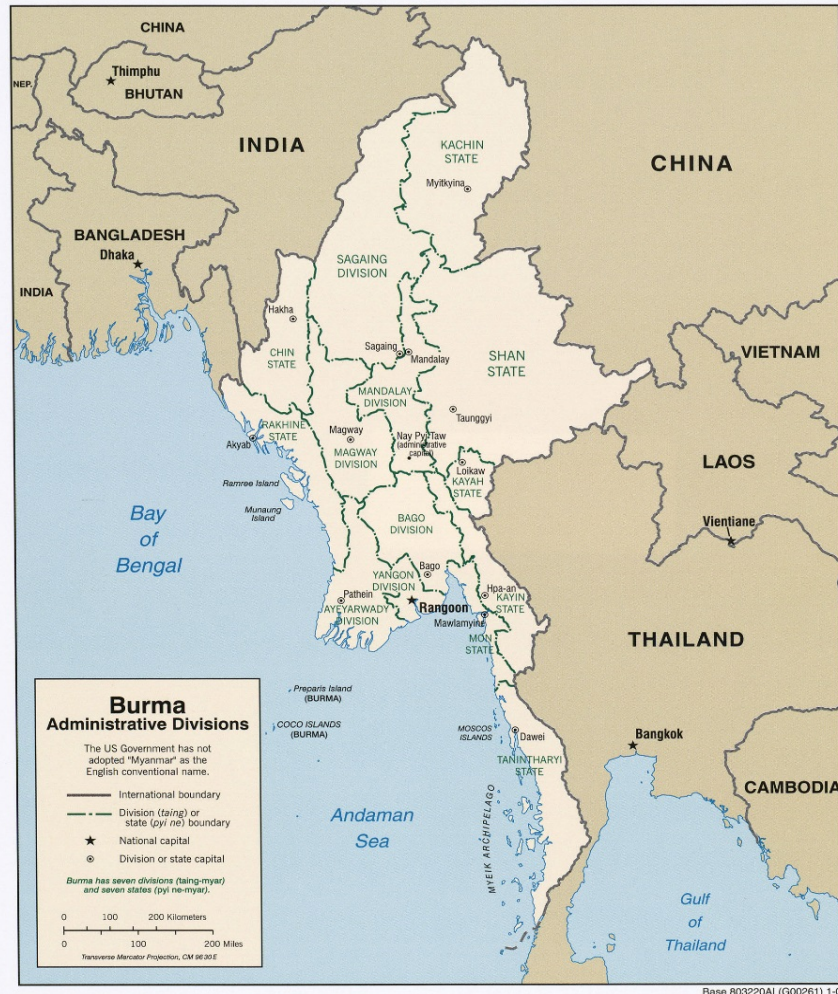 CHINA
Thimphu
NEP.
BHUTAN
INDIA
CHINA
KACHIN
STATE
Myitkyina
BANGLADESH
Dhaka
INDIA
SAGAING
DIVISION
Hakha
CHIN
STATE
Sagaing
Mandalay
SHAN
STATE
VIETNAM
MANDALAY
DIVISION
Taunggyi
RAKHINE
STATE
Akyab
Magway
MAGWAY
DIVISION
Nay Pyi Taw
(administrative
capital)
Loikaw
KAYAH
STATE
LAOS
Ramree Island
Munaung
Island
Bay
of
Bengal
BAGO
DIVISION
Vientiane
Bago
YANGON
DIVISION
Pathein
AYEYARWADY
DIVISION
Rangoon
Hpa-an
KAYIN
STATE
Mawlamyine
MON
STATE
THAILAND
Preparis Island
(BURMA)
COCO ISLANDS
(BURMA)
MOSCOS
ISLANDS
Dawei
Bangkok
TANINTHARYI
STATE
CAMBODIA
MYEIK ARCHIPELAGO
Andaman
Sea
Gulf
of
Thailand
Burma
Administrative Divisions
The US Government has not
adopted "Myanmar" as the
English conventional name.
International boundary
Division (taing) or
state (pyi ne) boundary
National capital
Division or state capital
Burma has seven divisions (taing-myar)
and seven states (pyi ne-myar).
0 100 200 Kilometers
0 100 200 Miles
Transverse Mercator Projection, CM 96 30 E
Base 803220AI (G00261)